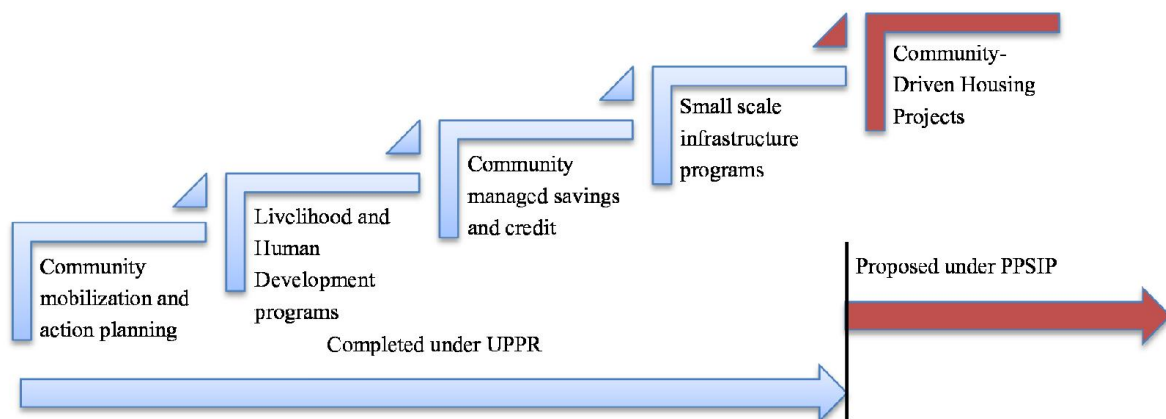 Community
mobilization and
action planning
Livelihood and
Human
Development
programs
Community
managed savings
and credit
Small scale
infrastructure
programs
Community-
Driven Housing
Projects
Completed under UPPR
Proposed under PPSIP